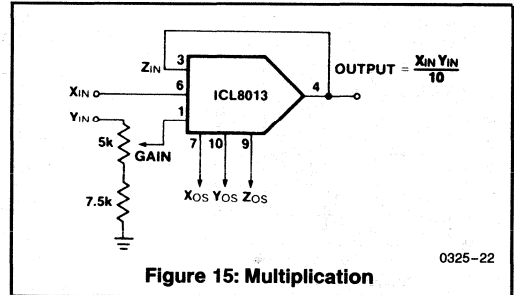 ZIN 3
XIN 6
YIN 1
ICL8013
4
OUTPUT = XIN YIN
10
5k
GAIN
7 10 9
7.5k
XOS YOS ZOS
0325-22
Figure 15: Multiplication